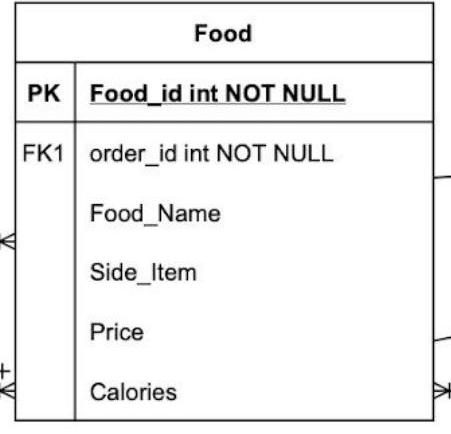 Food
PK Food_id int NOT NULL
FK1 order_id int NOT NULL
Food_Name
Side_Item
Price
Calories